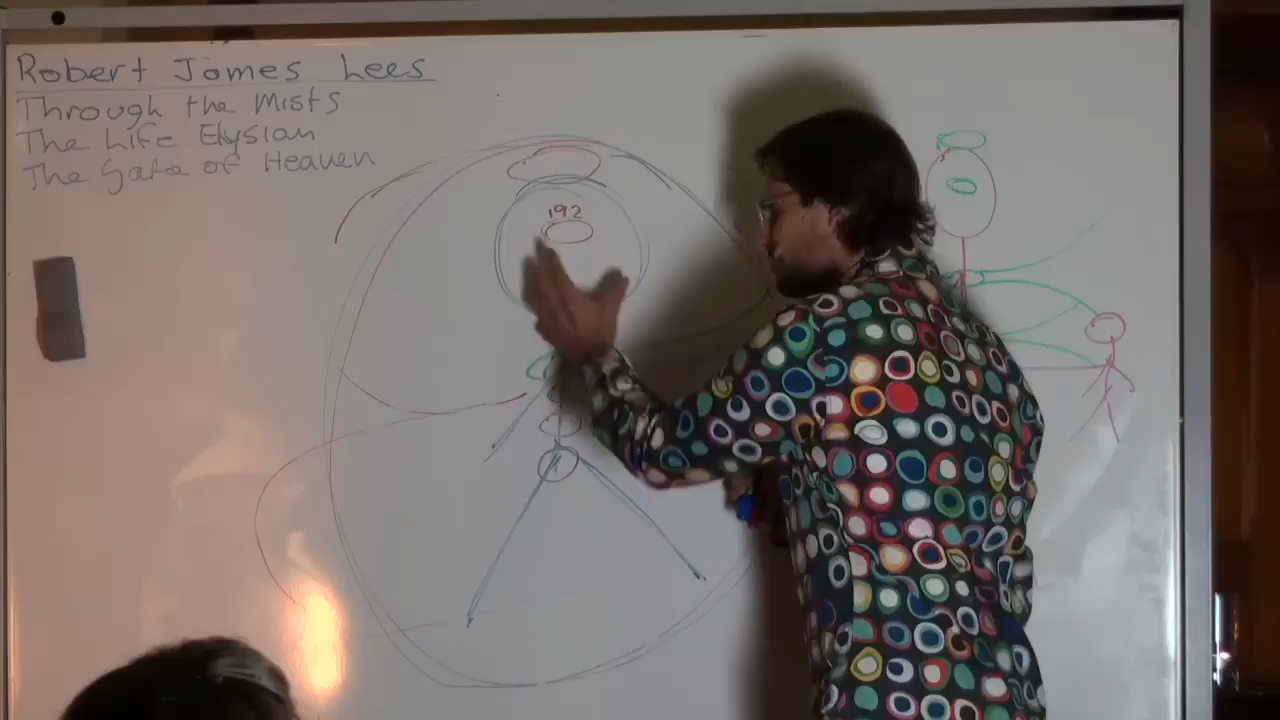 Robert James Lees
Through the Mists
The Life Elysian
The Gate of Heaven
192